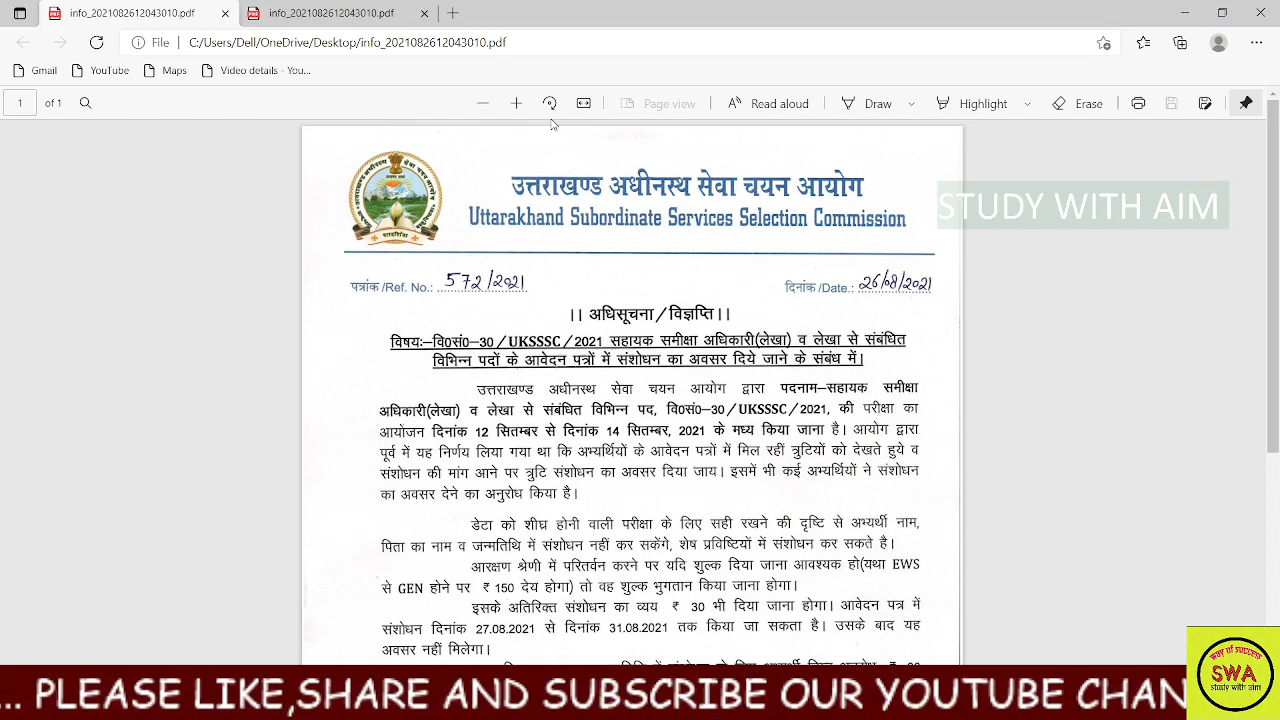 info_2021082612043010.pdf
info_2021082612043010.pdf
File
C:/Users/Dell/OneDrive/Desktop/info_2021082612043010.pdf
Gmail
YouTube
Maps
Video details - You...
1 of 1
Page view
Read aloud
Draw
Highlight
Erase
उत्तराखण्ड अधीनस्थ सेवा चयन आयोग
Uttarakhand Subordinate Services Selection Commission
STUDY WITH AIM
पारदर्शिता
पत्रांक /Ref. No.: 572/2021
दिनांक /Date.: 26/08/2021
।। अधिसूचना/विज्ञप्ति।।
विषयः–वि0सं0–30/UKSSSC/2021 सहायक समीक्षा अधिकारी(लेखा) व लेखा से संबंधित
विभिन्न पदों के आवेदन पत्रों में संशोधन का अवसर दिये जाने के संबंध में।
उत्तराखण्ड अधीनस्थ सेवा चयन आयोग द्वारा पदनाम–सहायक समीक्षा
अधिकारी(लेखा) व लेखा से संबंधित विभिन्न पद, वि0सं0–30/UKSSSC/2021, की परीक्षा का
आयोजन दिनांक 12 सितम्बर से दिनांक 14 सितम्बर, 2021 के मध्य किया जाना है। आयोग द्वारा
पूर्व में यह निर्णय लिया गया था कि अभ्यर्थियों के आवेदन पत्रों में मिल रहीं त्रुटियों को देखते हुये व
संशोधन की मांग आने पर त्रुटि संशोधन का अवसर दिया जाय। इसमें भी कई अभ्यर्थियों ने संशोधन
का अवसर देने का अनुरोध किया है।
डेटा को शीघ्र होनी वाली परीक्षा के लिए सही रखने की दृष्टि से अभ्यर्थी नाम,
पिता का नाम व जन्मतिथि में संशोधन नहीं कर सकेंगे, शेष प्रविष्टियों में संशोधन कर सकते है।
आरक्षण श्रेणी में परितर्वन करने पर यदि शुल्क दिया जाना आवश्यक हो(यथा EWS
से GEN होने पर ₹ 150 देय होगा) तो वह शुल्क भुगतान किया जाना होगा।
इसके अतिरिक्त संशोधन का व्यय ₹ 30 भी दिया जाना होगा। आवेदन पत्र में
संशोधन दिनांक 27.08.2021 से दिनांक 31.08.2021 तक किया जा सकता है। उसके बाद यह
अवसर नहीं मिलेगा।
way of success
SWA
study with aim
... PLEASE LIKE,SHARE AND SUBSCRIBE OUR YOUTUBE CHAN